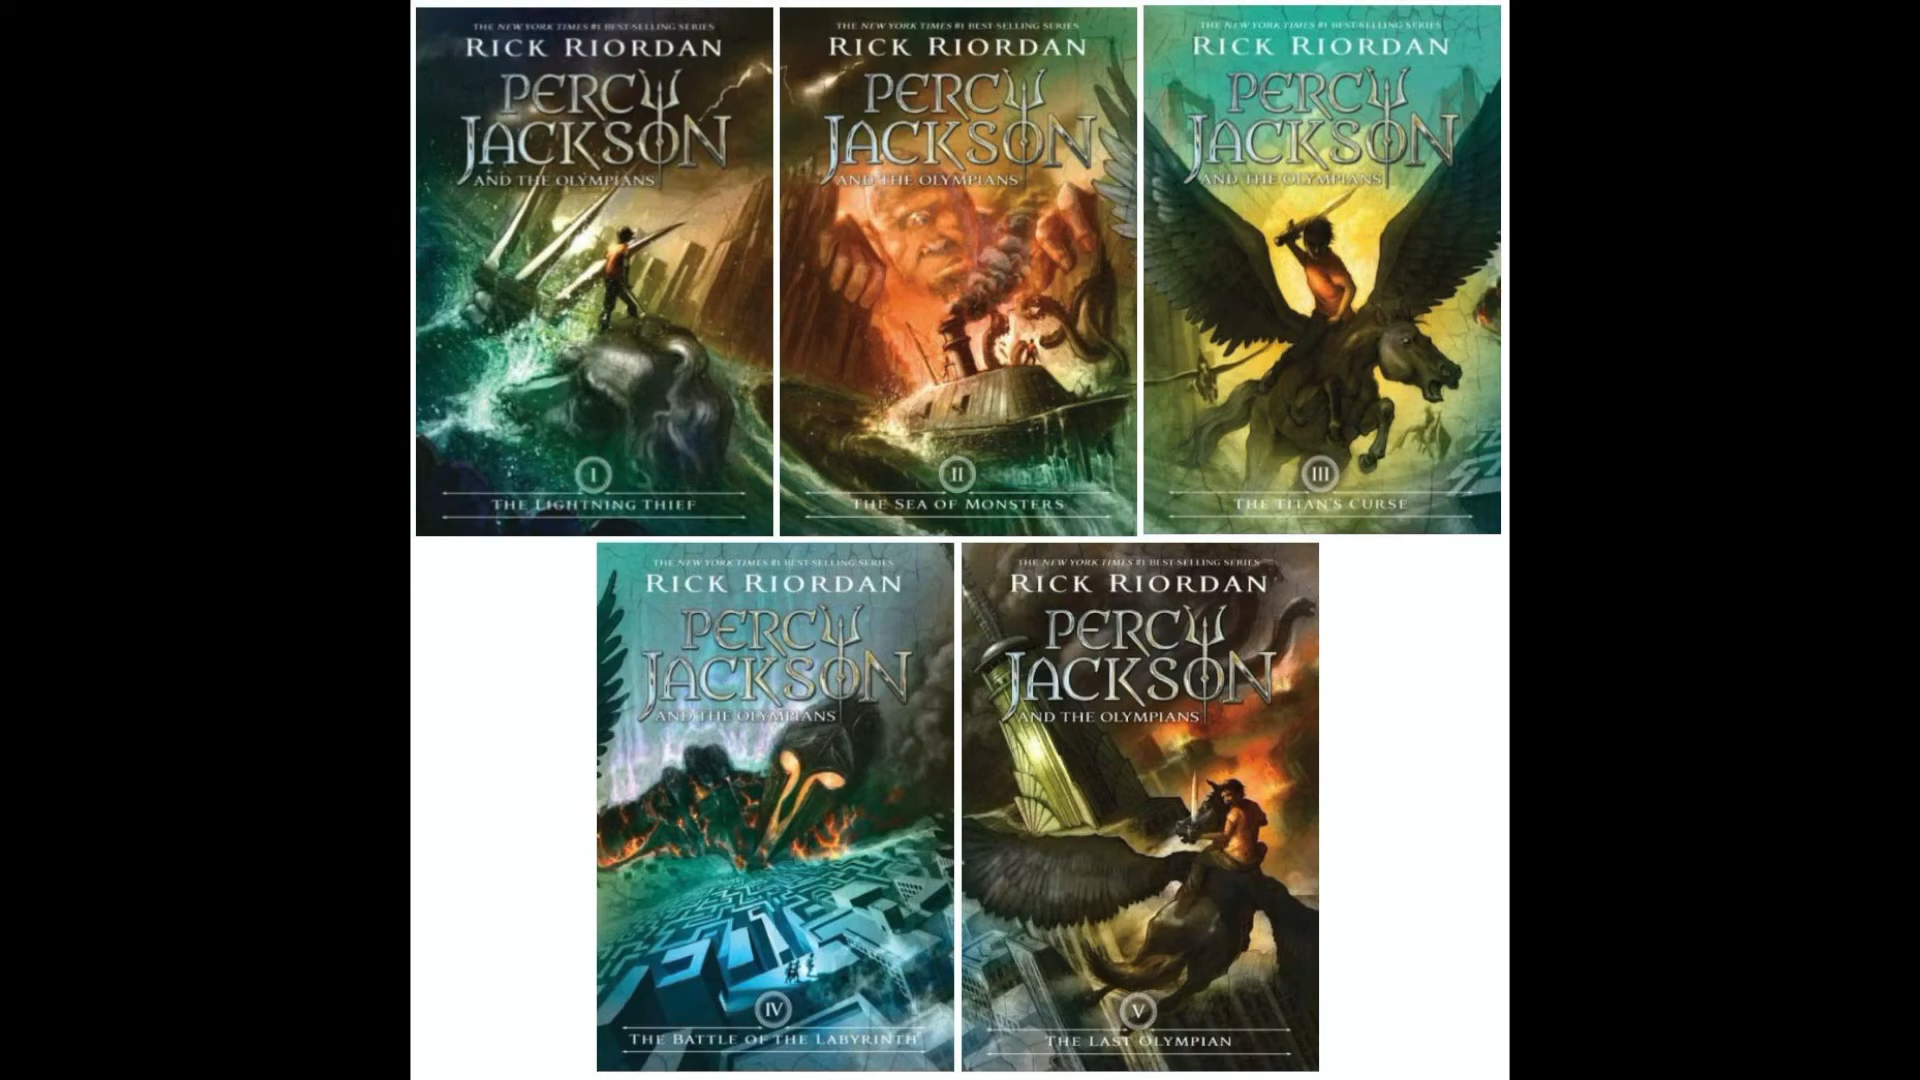 THE NEW YORK TIMES #1 BEST-SELLING SERIES
RICK RIORDAN
PERCY
JACKSON
AND THE OLYMPIANS
I
THE LIGHTNING THIEF
THE NEW YORK TIMES #1 BEST-SELLING SERIES
RICK RIORDAN
PERCY
JACKSON
AND THE OLYMPIANS
II
THE SEA OF MONSTERS
THE NEW YORK TIMES #1 BEST-SELLING SERIES
RICK RIORDAN
PERCY
JACKSON
AND THE OLYMPIANS
III
THE TITAN'S CURSE
THE NEW YORK TIMES #1 BEST-SELLING SERIES
RICK RIORDAN
PERCY
JACKSON
AND THE OLYMPIANS
IV
THE BATTLE OF THE LABYRINTH
THE NEW YORK TIMES #1 BEST-SELLING SERIES
RICK RIORDAN
PERCY
JACKSON
AND THE OLYMPIANS
V
THE LAST OLYMPIAN